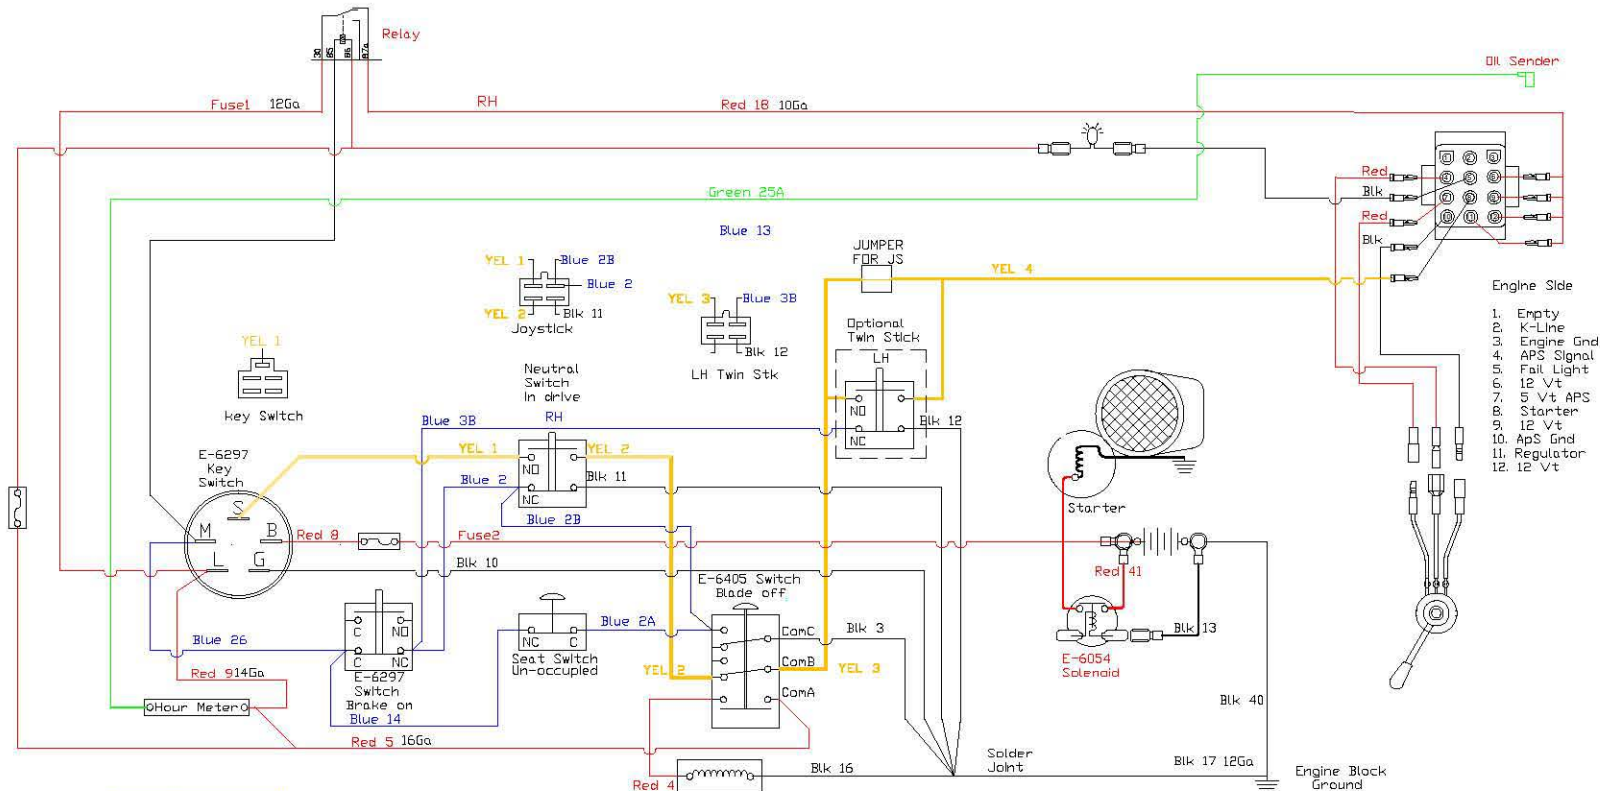 Relay
30
85
86
87a
Oil Sender
Fuse1 12Ga
RH
Red 18 10Ga
Green 25A
Blue 13
Red
Blk
Red
Blk
JUMPER
FOR JS
YEL 4
YEL 1
Blue 2B
Blue 2
YEL 2
Blk 11
Joystick
YEL 3
Blue 3B
Blk 12
LH Twin Stk
Engine Side
1. Empty
2. K-Line
3. Engine Gnd
4. APS Signal
5. Fail Light
6. 12 Vt
7. 5 Vt APS
8. Starter
9. 12 Vt
10. ApS Gnd
11. Regulator
12. 12 Vt
Optional
Twin Stick
LH
NO
NC
Blk 12
YEL 1
key Switch
Neutral
Switch
In drive
RH
Blue 3B
YEL 1
YEL 2
NO
Blue 2
NC
Blk 11
Blue 2B
E-6297
Key
Switch
S
M
B
L
G
Red 8
Fuse2
Blk 10
Starter
Red 41
Blk 13
E-6054
Solenoid
E-6405 Switch
Blade off
ComC
ComB
ComA
Blk 3
YEL 2
YEL 3
Blue 26
C
NO
C
NC
E-6297
Switch
Brake on
NC
C
Seat Switch
Un-occupied
Blue 2A
Red 9 14Ga
Hour Meter
Blue 14
Red 5 16Ga
Red 4
Blk 16
Solder
Joint
Blk 40
Blk 17 12Ga
Engine Block
Ground